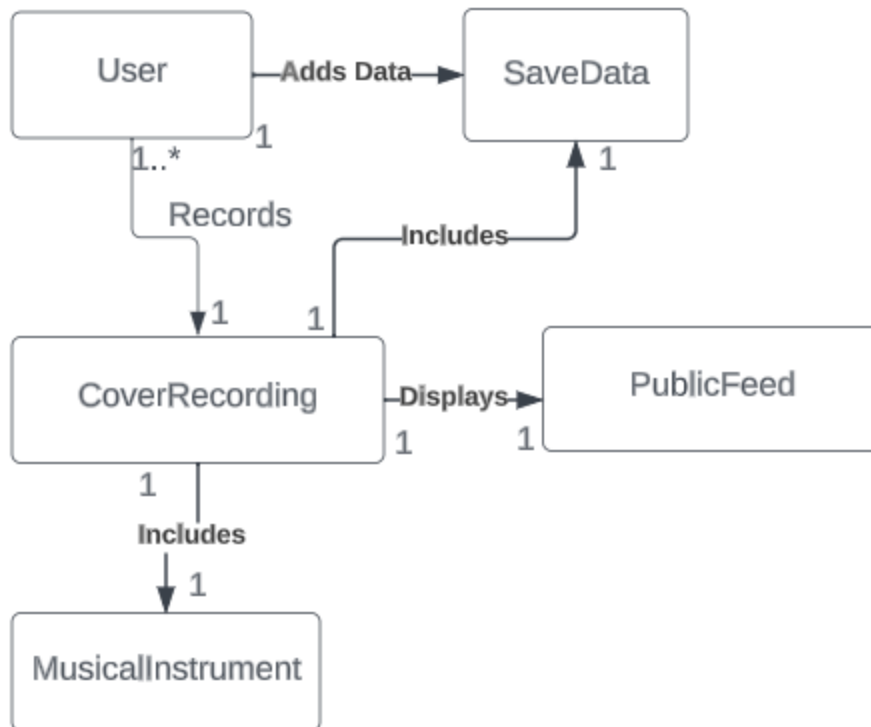 User
Adds Data
SaveData
1
1..*
1
Records
Includes
1
1
CoverRecording
Displays
PublicFeed
1
1
1
Includes
1
MusicalInstrument